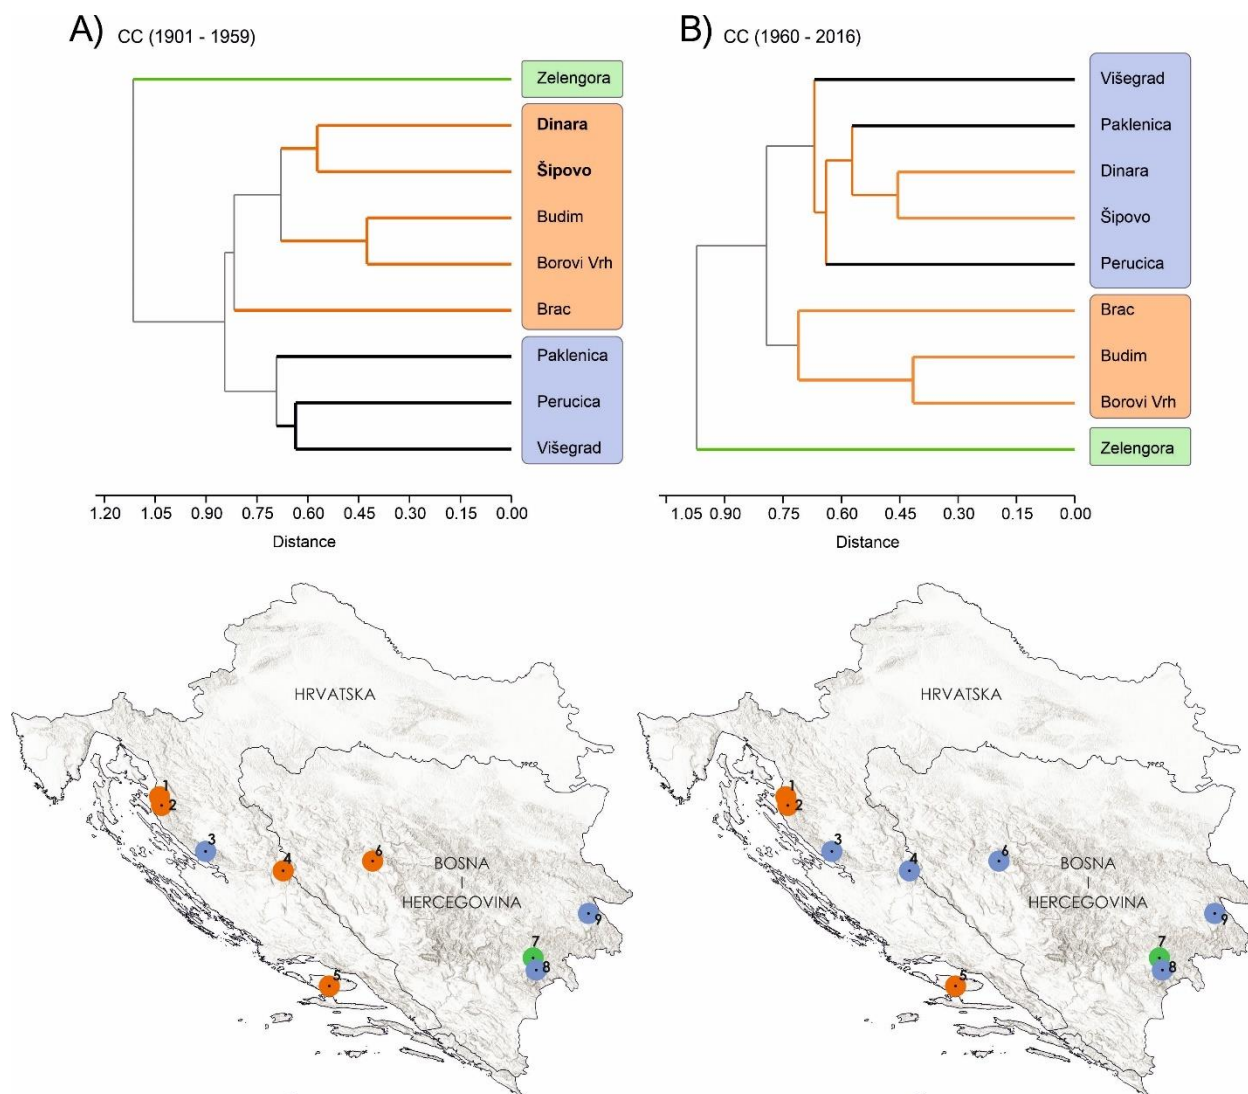 A) CC (1901 - 1959)
Zelengora
Dinara
Šipovo
Budim
Borovi Vrh
Brac
Paklenica
Perucica
Višegrad
1.20 1.05 0.90 0.75 0.60 0.45 0.30 0.15 0.00
Distance
B) CC (1960 - 2016)
Višegrad
Paklenica
Dinara
Šipovo
Perucica
Brac
Budim
Borovi Vrh
Zelengora
1.05 0.90 0.75 0.60 0.45 0.30 0.15 0.00
Distance
HRVATSKA
1
2
3
4
6
BOSNA
I
HERCEGOVINA
9
7
8
5
HRVATSKA
1
2
3
4
6
BOSNA
I
HERCEGOVINA
9
7
8
5